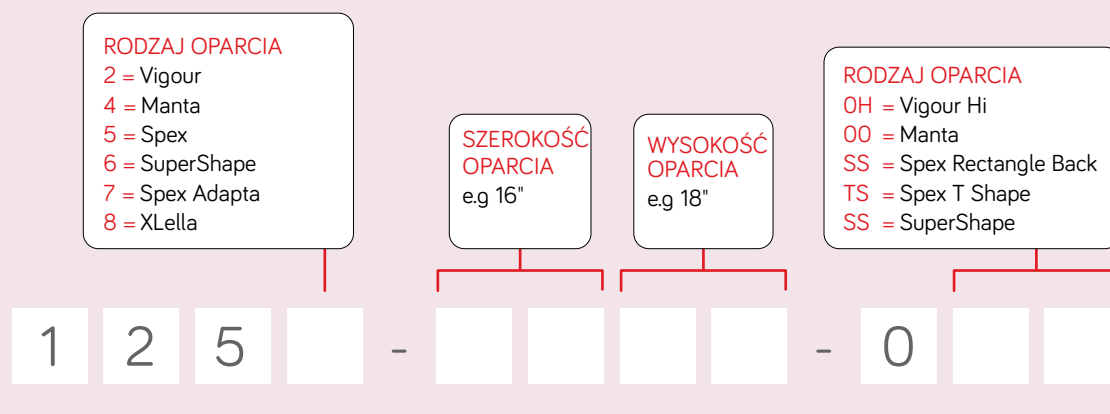 RODZAJ OPARCIA
2 = Vigour
4 = Manta
5 = Spex
6 = SuperShape
7 = Spex Adapta
8 = XLella
SZEROKOŚĆ
OPARCIA
e.g 16"
WYSOKOŚĆ
OPARCIA
e.g 18"
RODZAJ OPARCIA
0H = Vigour Hi
00 = Manta
SS = Spex Rectangle Back
TS = Spex T Shape
SS = SuperShape
1 2 5 - - 0